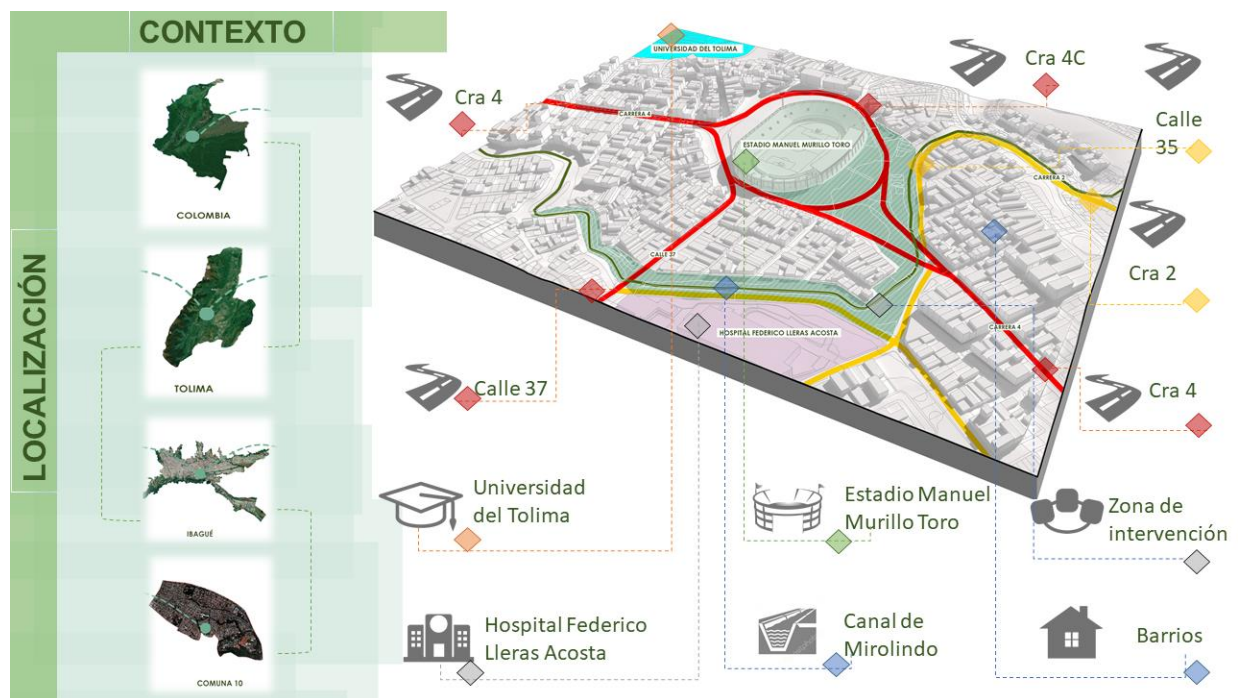 CONTEXTO
LOCALIZACIÓN
COLOMBIA
TOLIMA
IBAGUÉ
COMUNA 10
UNIVERSIDAD DEL TOLIMA
Cra 4
CARRERA 4
ESTADIO MANUEL MURILLO TORO
Cra 4C
Calle
35
CARRERA 2
Cra 2
CALLE 37
HOSPITAL FEDERICO LLERAS ACOSTA
CARRERA 4
Calle 37
Cra 4
Universidad
del Tolima
Estadio Manuel
Murillo Toro
Zona de
intervención
Hospital Federico
Lleras Acosta
Canal de
Mirolindo
Barrios